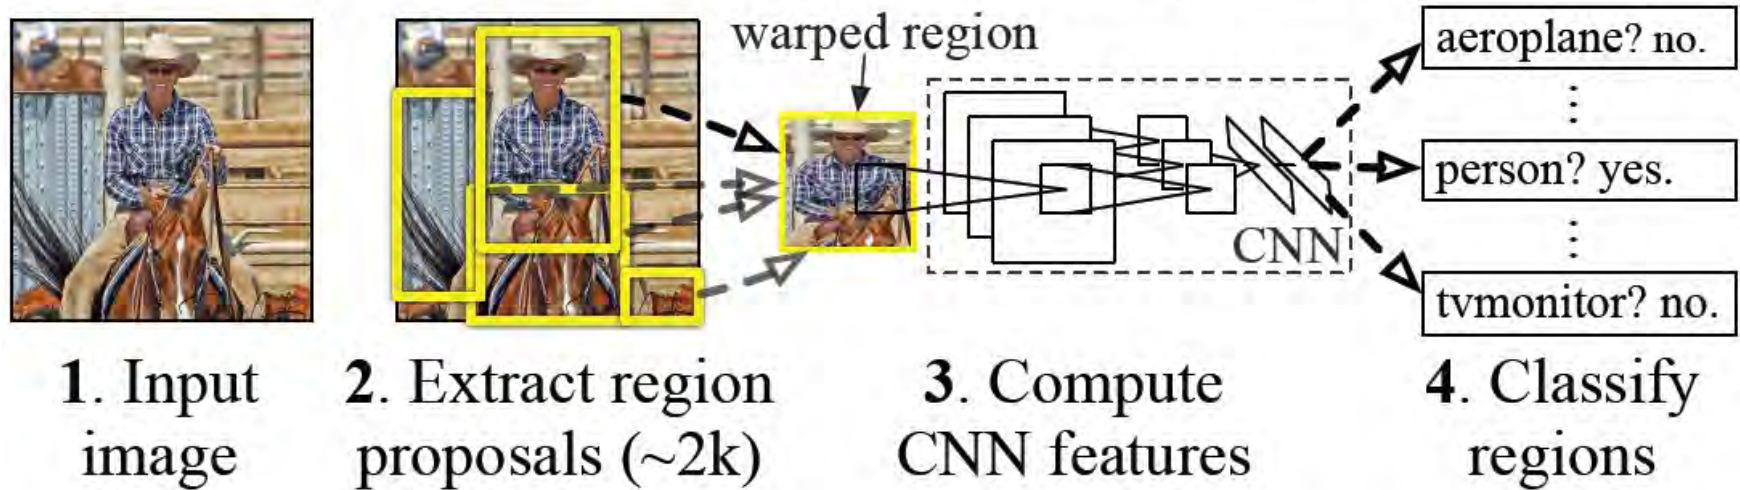 warped region
aeroplane? no.
person? yes.
CNN
tvmonitor? no.
1. Input
image
2. Extract region
proposals (~2k)
3. Compute
CNN features
4. Classify
regions